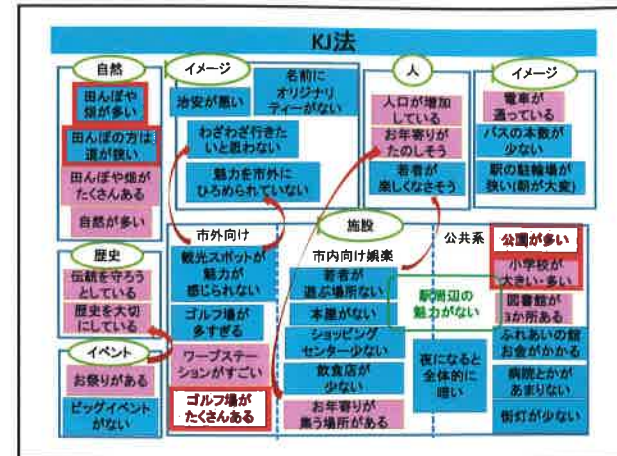 KJ法
自然
田んぼや
畑が多い
田んぼの方は
道が狭い
田んぼや畑が
たくさんある
自然が多い
イメージ
治安が悪い
名前に
オリジナリ
ティーがない
わざわざ行きた
いと思わない
魅力を市外に
ひろめられていない
人
人口が増加
している
お年寄りが
たのしそう
若者が
楽しくなさそう
イメージ
電車が
通っている
バスの本数が
少ない
駅の駐輪場が
狭い(朝が大変)
歴史
伝統を守ろう
としている
歴史を大切
にしている
イベント
お祭りがある
ビッグイベント
がない
施設
市外向け
観光スポットが
魅力が
感じられない
ゴルフ場が
多すぎる
ワープステー
ションがすごい
ゴルフ場が
たくさんある
市内向け娯楽
若者が
遊ぶ場所ない
本屋がない
ショッピング
センター少ない
飲食店が
少ない
お年寄りが
集う場所がある
駅周辺の
魅力がない
夜になると
全体的に
暗い
公共系
公園が多い
小学校が
大きい・多い
図書館が
3か所ある
ふれあいの館
お金がかかる
病院とかが
あまりない
街灯が少ない